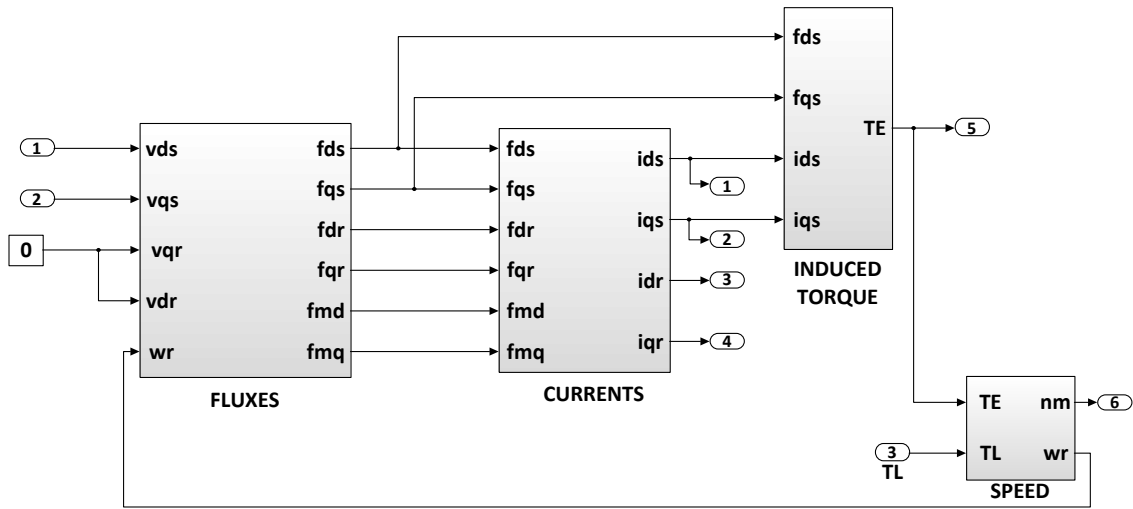 1
2
0
vds
vqs
vqr
vdr
wr
fds
fqs
fdr
fqr
fmd
fmq
FLUXES
fds
fqs
fdr
fqr
fmd
fmq
ids
iqs
idr
iqr
CURRENTS
1
2
3
4
fds
fqs
ids
iqs
TE
INDUCED
TORQUE
5
3
TL
TE
TL
nm
wr
SPEED
6